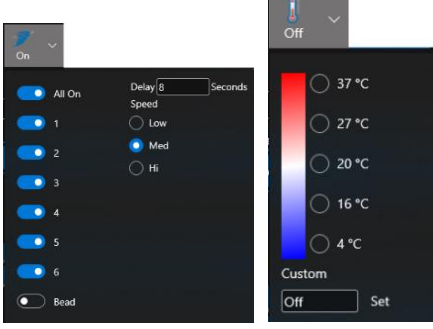 On
All On
1
2
3
4
5
6
Bead
Delay 8 Seconds
Speed
Low
Med
Hi
Off
37 °C
27 °C
20 °C
16 °C
4 °C
Custom
Off Set